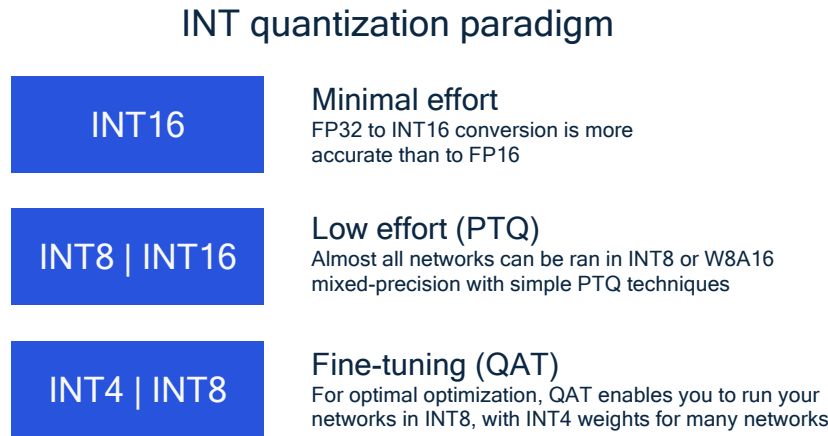 INT quantization paradigm
INT16
Minimal effort
FP32 to INT16 conversion is more
accurate than to FP16
INT8 | INT16
Low effort (PTQ)
Almost all networks can be ran in INT8 or W8A16
mixed-precision with simple PTQ techniques
INT4 | INT8
Fine-tuning (QAT)
For optimal optimization, QAT enables you to run your
networks in INT8, with INT4 weights for many networks